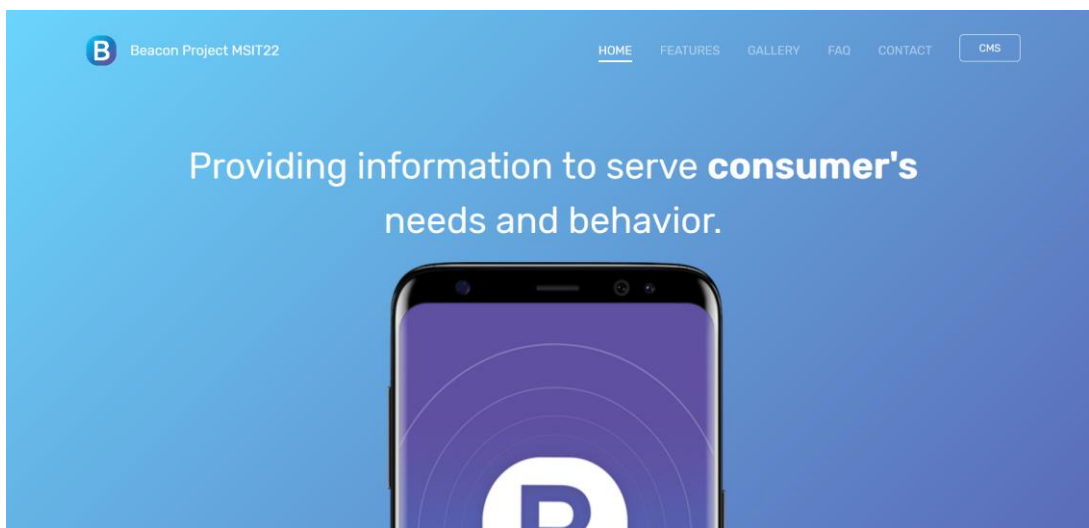 B Beacon Project MSIT22 HOME FEATURES GALLERY FAQ CONTACT CMS
Providing information to serve consumer's
needs and behavior.
B